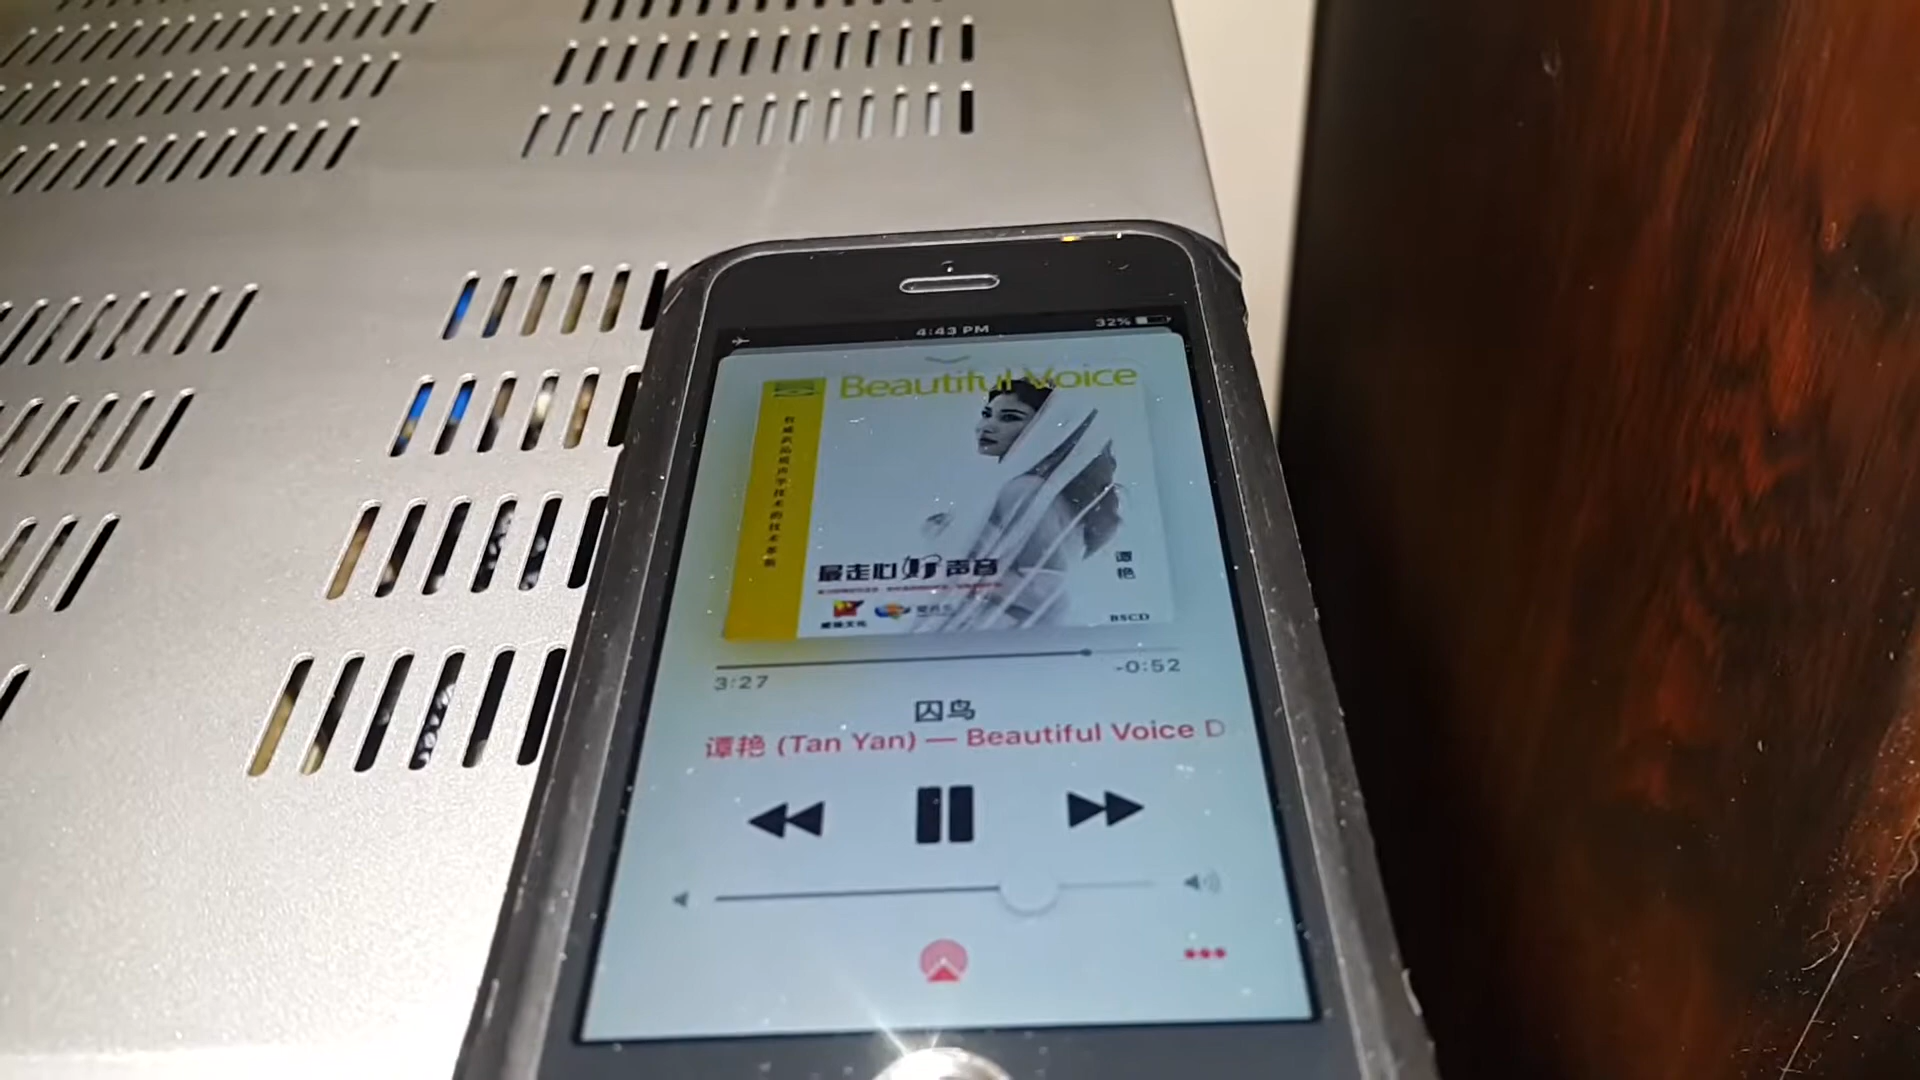 4:43 PM
32%
Beautiful Voice
最走心好声音
谭艳
BSCD
3:27
-0:52
囚鸟
谭艳 (Tan Yan) — Beautiful Voice D